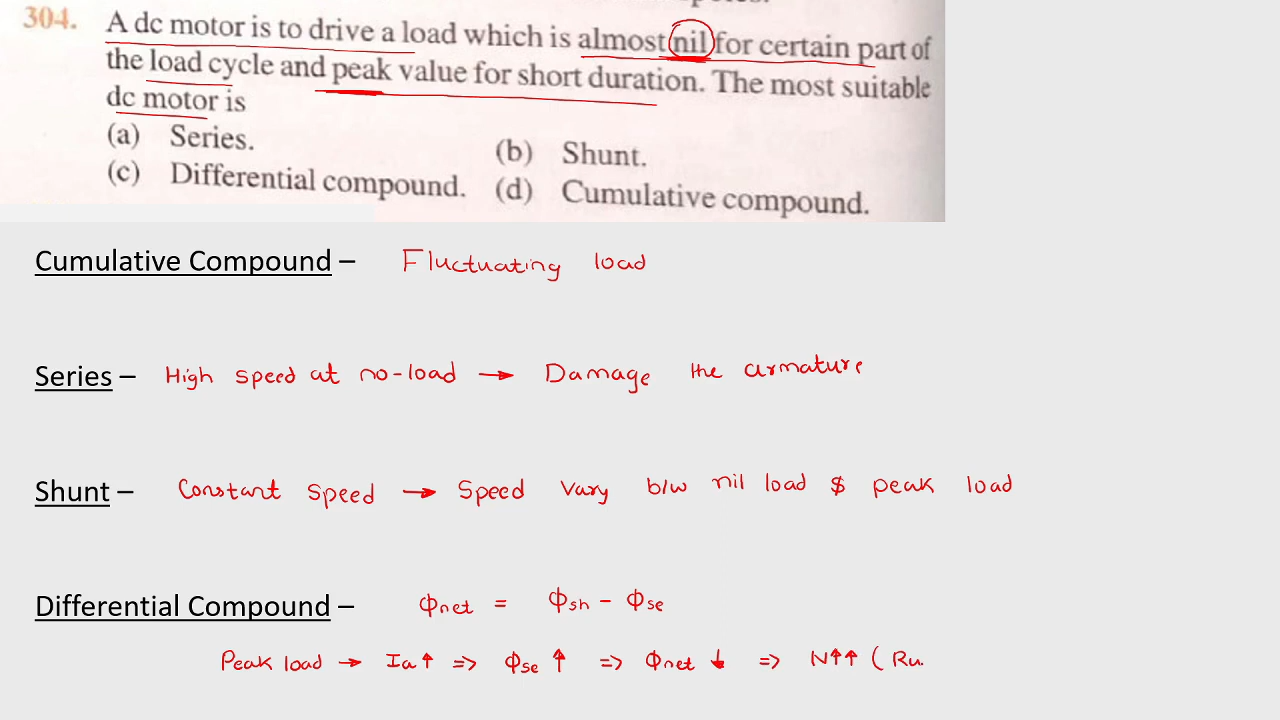 304. A dc motor is to drive a load which is almost nil for certain part of
the load cycle and peak value for short duration. The most suitable
dc motor is
(a) Series. (b) Shunt.
(c) Differential compound. (d) Cumulative compound.
Cumulative Compound – Fluctuating load
Series – High speed at no-load → Damage the armature
Shunt – Constant Speed → Speed Vary b/w nil load $ peak load
Differential Compound – Φnet = Φsh - Φse
Peak load → Ia↑ => Φse ↑ => Φnet ↓ => N↑↑ ( Ru.